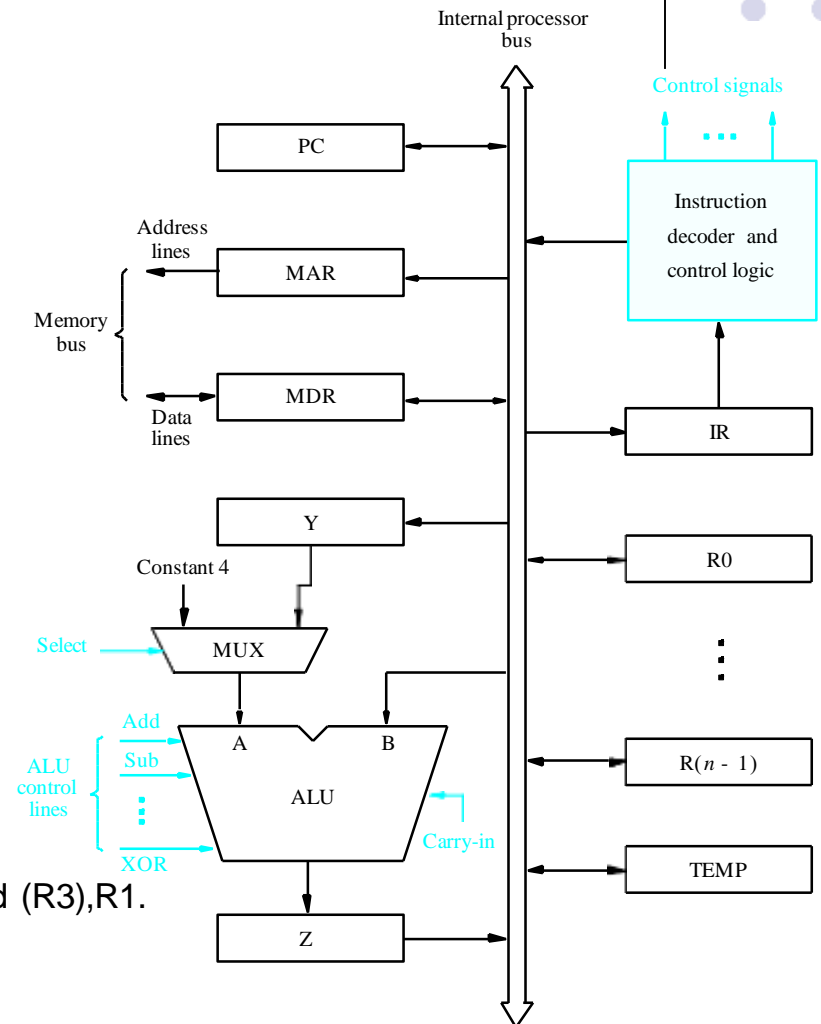 Internal processor
bus
Control signals
PC
Instruction
decoder and
control logic
Address
lines
MAR
Memory
bus
MDR
Data
lines
IR
Y
R0
Constant 4
Select
MUX
Add
A
B
R(n - 1)
Sub
ALU
control
lines
ALU
Carry-in
XOR
TEMP
(R3),R1.
Z